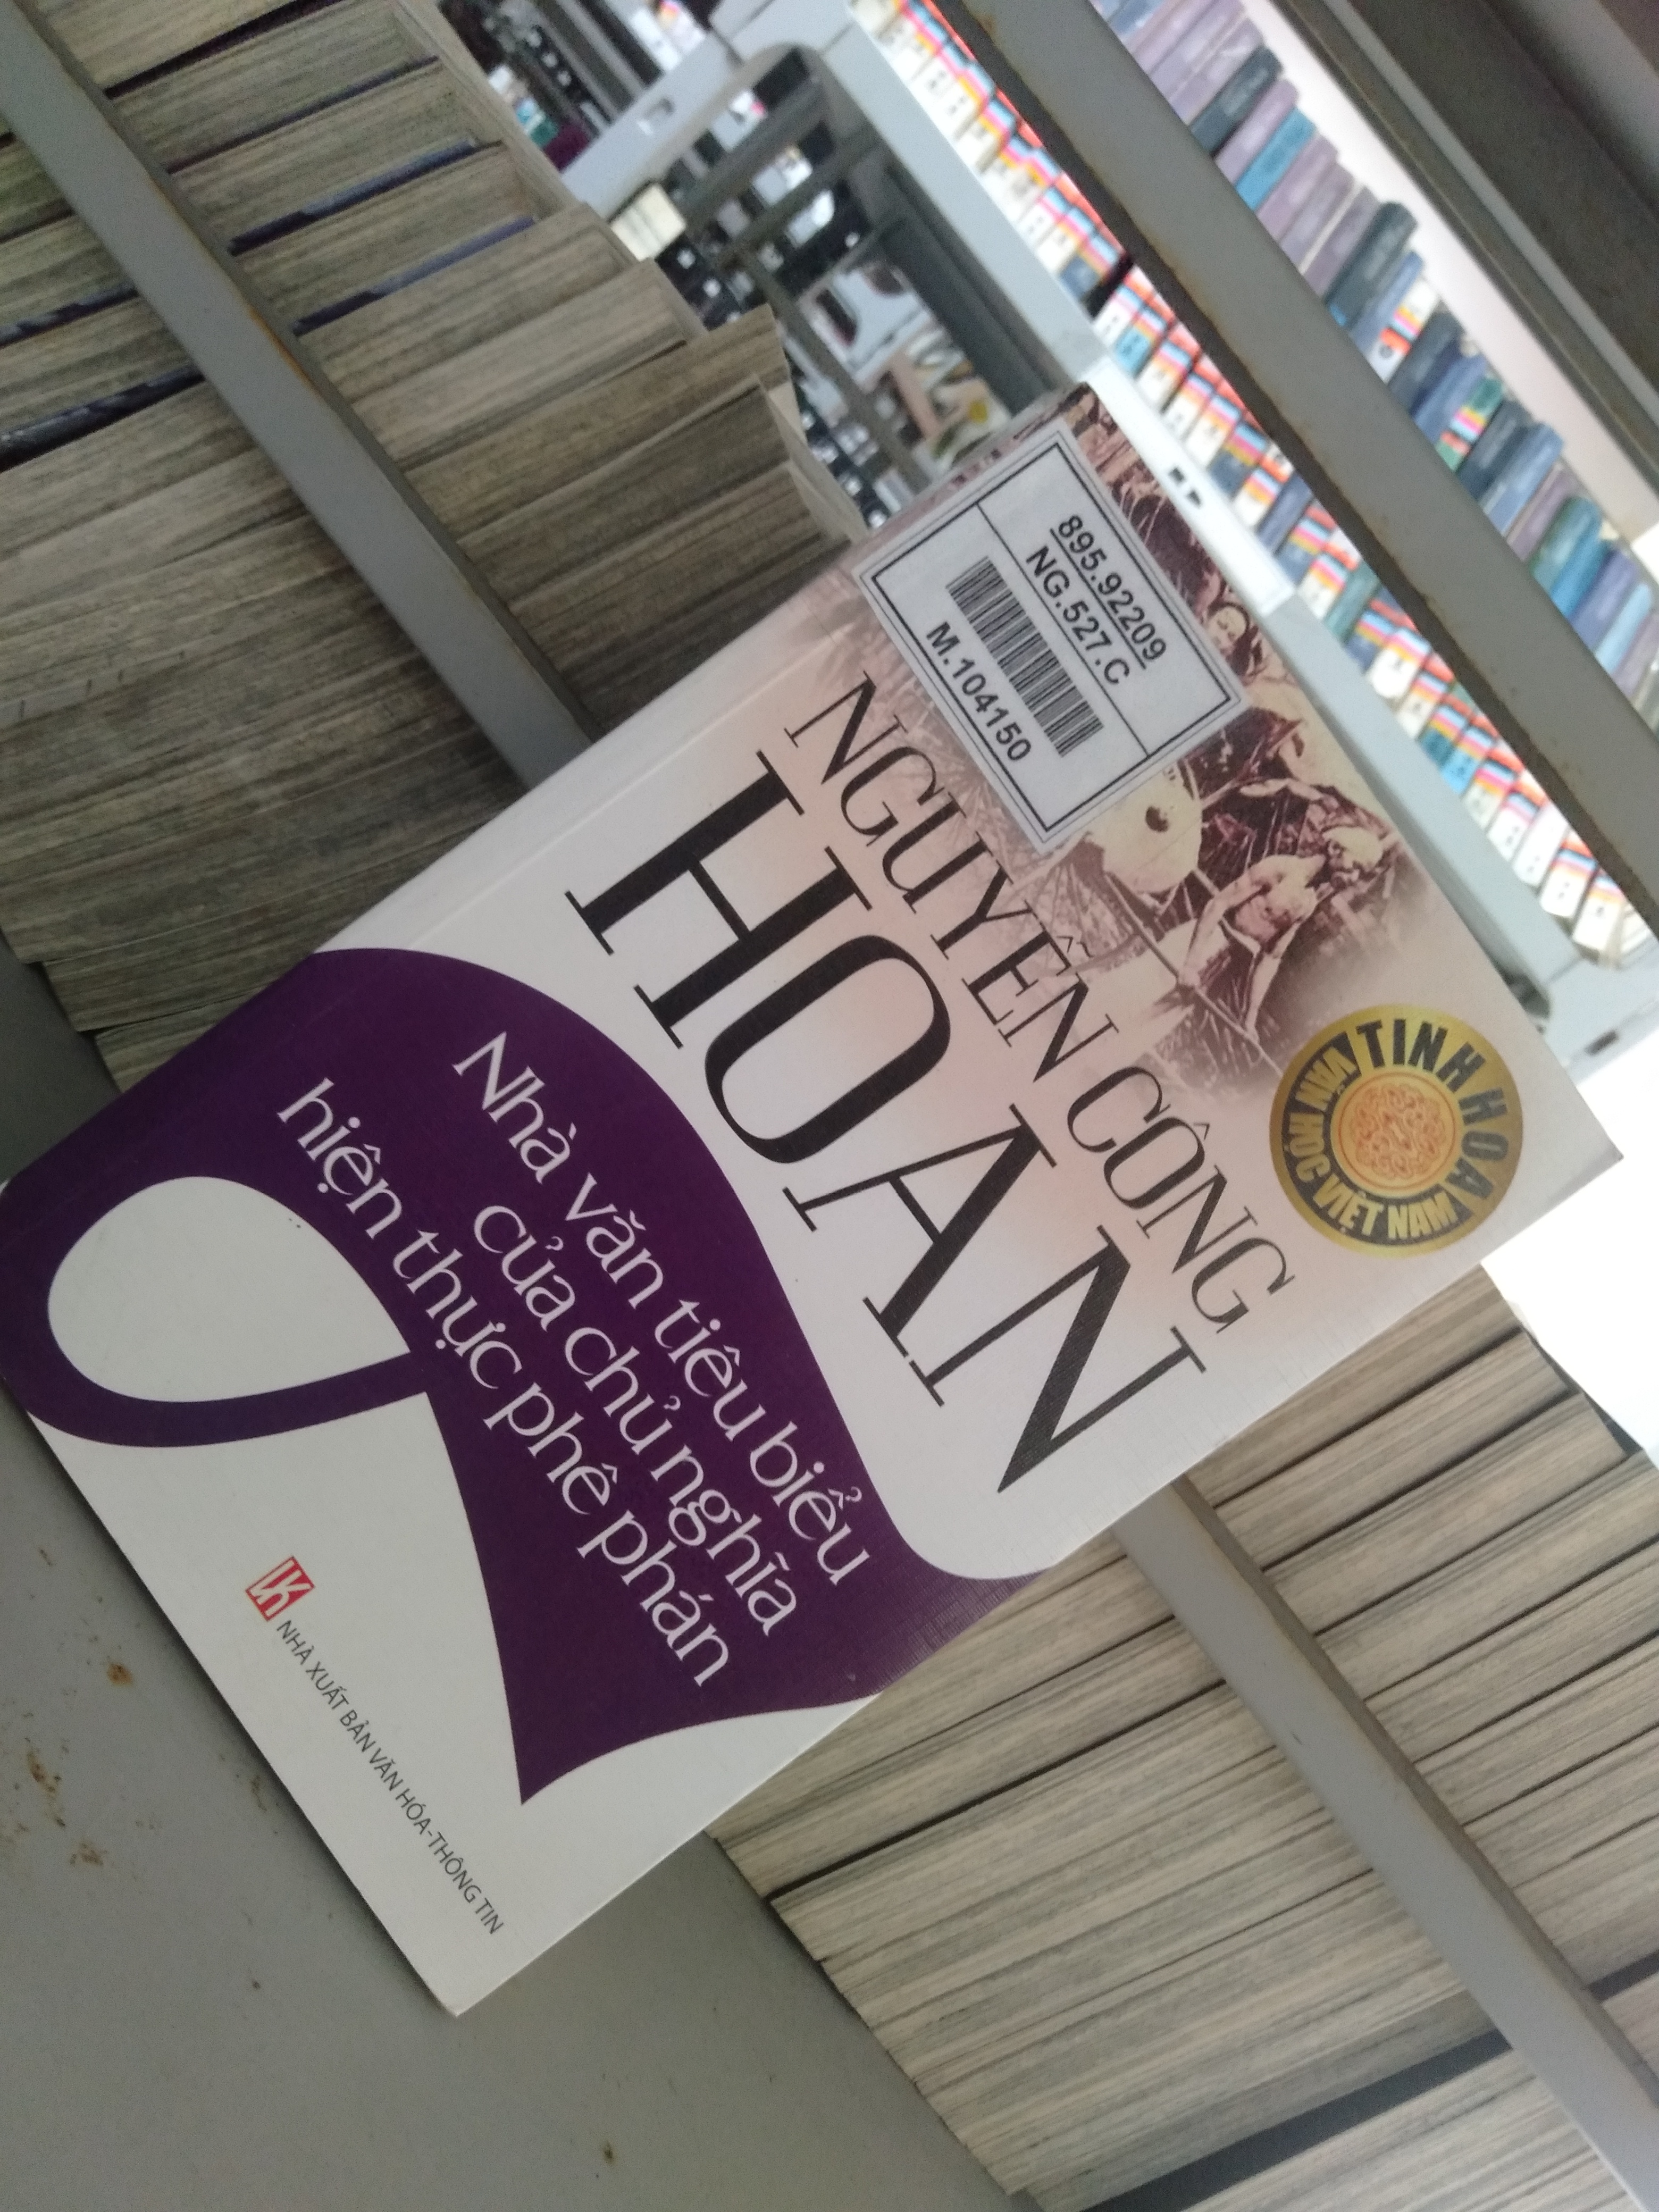 895.92209
NG.527.C
M.104150
TINH HOA
VĂN HỌC VIỆT NAM
NGUYỄN CÔNG
HOAN
Nhà văn tiêu biểu
của chủ nghĩa
hiện thực phê phán
NHÀ XUẤT BẢN VĂN HÓA-THÔNG TIN